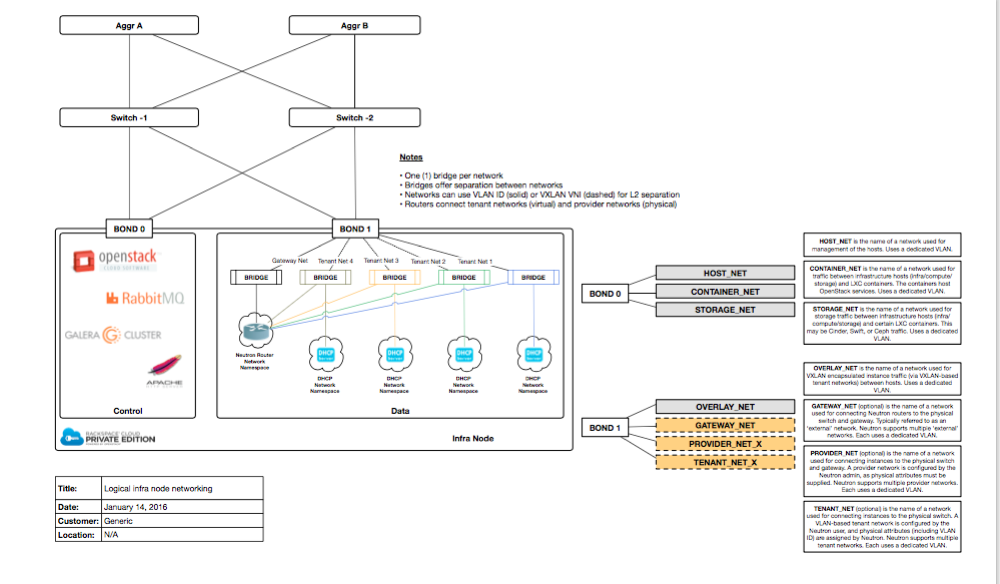 Aggr A
Aggr B
Switch -1
Switch -2
Notes
• One (1) bridge per network
• Bridges offer separation between networks
• Networks can use VLAN ID (solid) or VXLAN VNI (dashed) for L2 separation
• Routers connect tenant networks (virtual) and provider networks (physical)
BOND 0
BOND 1
openstack
CLOUD SOFTWARE
RabbitMQ
GALERA CLUSTER
APACHE
Control
Gateway Net
Tenant Net 4
Tenant Net 3
Tenant Net 2
Tenant Net 1
BRIDGE
BRIDGE
BRIDGE
BRIDGE
BRIDGE
Neutron Router
Network
Namespace
DHCP
Server
DHCP
Network
Namespace
DHCP
Server
DHCP
Network
Namespace
DHCP
Server
DHCP
Network
Namespace
DHCP
Server
DHCP
Network
Namespace
Data
RACKSPACE CLOUD
PRIVATE EDITION
Infra Node
BOND 0
HOST_NET
CONTAINER_NET
STORAGE_NET
HOST_NET is the name of a network used for
management of the hosts. Uses a dedicated VLAN.
CONTAINER_NET is the name of a network used for
traffic between infrastructure hosts (infra/compute/
storage) and LXC containers. The containers host
OpenStack services. Uses a dedicated VLAN.
STORAGE_NET is the name of a network used for
storage traffic between infrastructure hosts (infra/
compute/storage) and certain LXC containers. This
may be Cinder, Swift, or Ceph traffic. Uses a dedicated
VLAN.
BOND 1
OVERLAY_NET
GATEWAY_NET
PROVIDER_NET_X
TENANT_NET_X
OVERLAY_NET is the name of a network used for
VXLAN encapsulated instance traffic (via VXLAN-based
tenant networks) between hosts. Uses a dedicated
VLAN.
GATEWAY_NET (optional) is the name of a network
used for connecting Neutron routers to the physical
switch and gateway. Typically referred to as an
'external' network. Neutron supports multiple 'external'
networks. Each uses a dedicated VLAN.
PROVIDER_NET (optional) is the name of a network
used for connecting instances to the physical switch
and gateway. A provider network is configured by the
Neutron admin, as physical attributes must be
supplied. Neutron supports multiple provider networks.
Each uses a dedicated VLAN.
TENANT_NET (optional) is the name of a network
used for connecting instances to the physical switch. A
VLAN-based tenant network is configured by the
Neutron user, and physical attributes (including VLAN
ID) are assigned by Neutron. Neutron supports multiple
tenant networks. Each uses a dedicated VLAN.
Title: Logical infra node networking
Date: January 14, 2016
Customer: Generic
Location: N/A